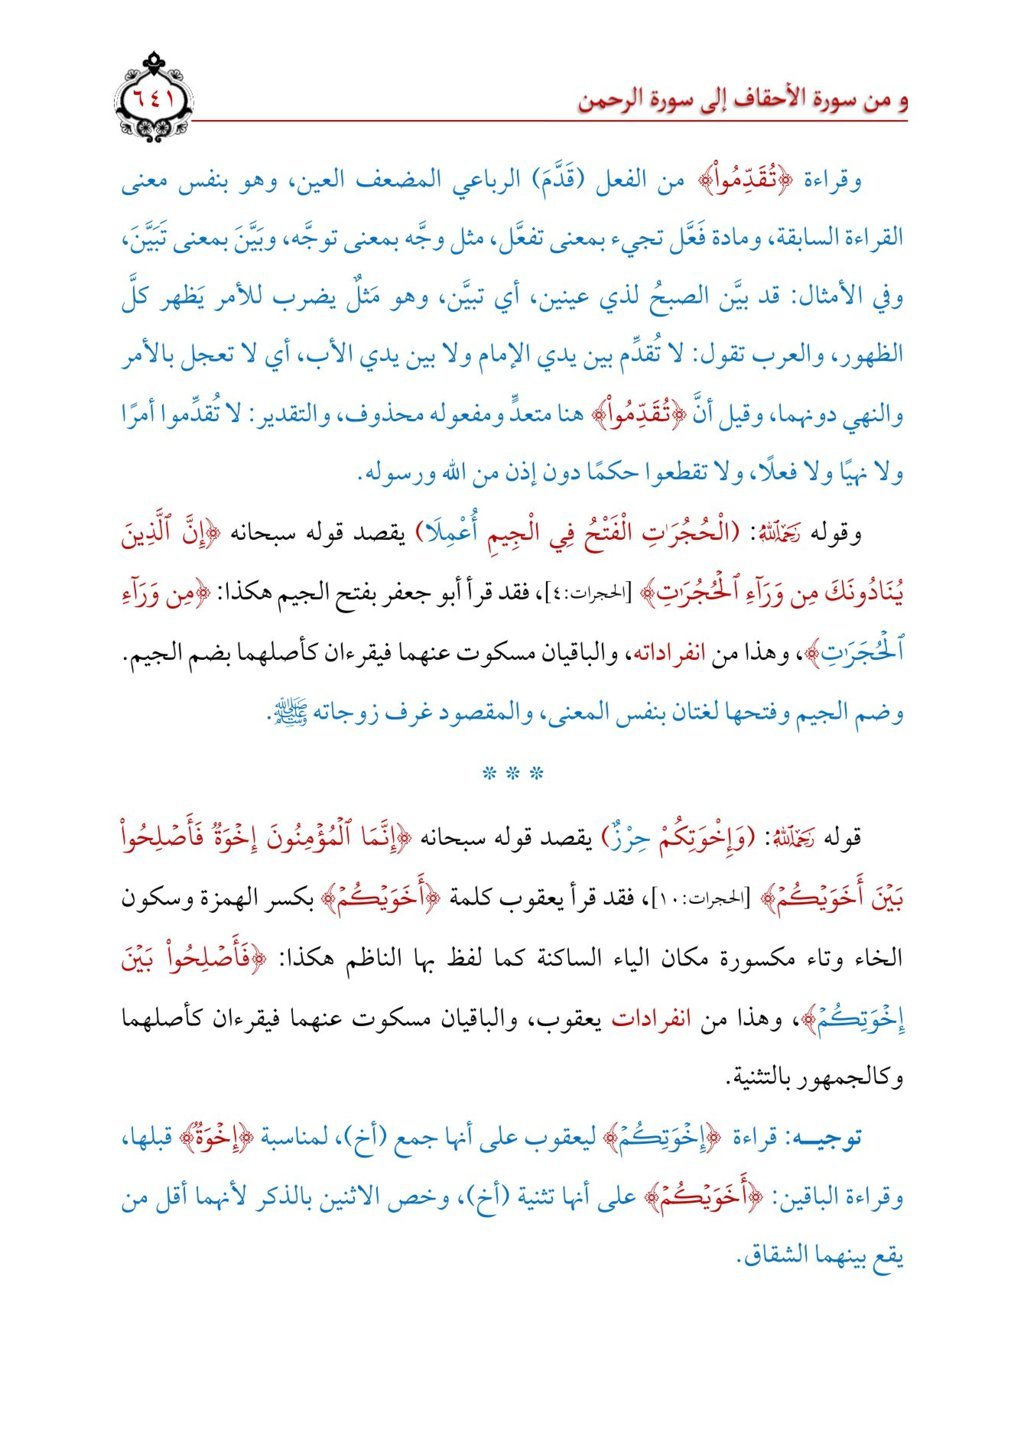 و من سورة الأحقاف إلى سورة الرحمن
٦٤١
وقراءة ﴿تُقَدِّمُواْ﴾ من الفعل (قَدَّمَ) الرباعي المضعف العين، وهو بنفس معنى
القراءة السابقة، ومادة فَعَّل تجيء بمعنى تفعَّل، مثل وجَّه بمعنى توجَّه، وبَيَّنَ بمعنى تَبَيَّنَ،
وفي الأمثال: قد بيَّن الصبحُ لذي عينين، أي تبيَّن، وهو مَثلٌ يضرب للأمر يَظهر كلَّ
الظهور، والعرب تقول: لا تُقدِّم بين يدي الإمام ولا بين يدي الأب، أي لا تعجل بالأمر
والنهي دونهما، وقيل أنَّ ﴿تُقَدِّمُواْ﴾ هنا متعدٍّ ومفعوله محذوف، والتقدير: لا تُقدِّموا أمرًا
ولا نهيًا ولا فعلًا، ولا تقطعوا حكمًا دون إذن من الله ورسوله.
وقوله رَحِمَهُ ٱللَّهُ: (الْحُجُرَٰتِ الْفَتْحُ فِي الْجِيمِ أُعْمِلَا) يقصد قوله سبحانه ﴿إِنَّ ٱلَّذِينَ
يُنَادُونَكَ مِن وَرَآءِ ٱلْحُجُرَٰتِ﴾ [الحجرات:٤]، فقد قرأ أبو جعفر بفتح الجيم هكذا: ﴿مِن وَرَآءِ
ٱلْحُجَرَٰتِ﴾، وهذا من انفراداته، والباقيان مسكوت عنهما فيقرءان كأصلهما بضم الجيم.
وضم الجيم وفتحها لغتان بنفس المعنى، والمقصود غرف زوجاته ﷺ.
* * *
قوله رَحِمَهُ ٱللَّهُ: (وَإِخْوَتِكُمْ حِرْزٌ) يقصد قوله سبحانه ﴿إِنَّمَا ٱلْمُؤْمِنُونَ إِخْوَةٌ فَأَصْلِحُواْ
بَيْنَ أَخَوَيْكُمْ﴾ [الحجرات:١٠]، فقد قرأ يعقوب كلمة ﴿أَخَوَيْكُمْ﴾ بكسر الهمزة وسكون
الخاء وتاء مكسورة مكان الياء الساكنة كما لفظ بها الناظم هكذا: ﴿فَأَصْلِحُواْ بَيْنَ
إِخْوَتِكُمْ﴾، وهذا من انفرادات يعقوب، والباقيان مسكوت عنهما فيقرءان كأصلهما
وكالجمهور بالتثنية.
توجيــه: قراءة ﴿إِخْوَتِكُمْ﴾ ليعقوب على أنها جمع (أخ)، لمناسبة ﴿إِخْوَةٌ﴾ قبلها،
وقراءة الباقين: ﴿أَخَوَيْكُمْ﴾ على أنها تثنية (أخ)، وخص الاثنين بالذكر لأنهما أقل من
يقع بينهما الشقاق.